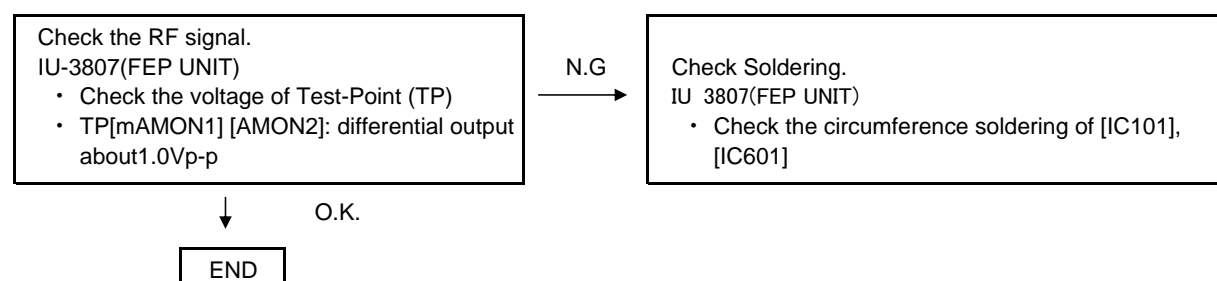 Check the RF signal.
IU-3807(FEP UNIT)
・ Check the voltage of Test-Point (TP)
・ TP[mAMON1] [AMON2]: differential output
about1.0Vp-p
N.G
Check Soldering.
IU 3807(FEP UNIT)
・ Check the circumference soldering of [IC101],
[IC601]
O.K.
END